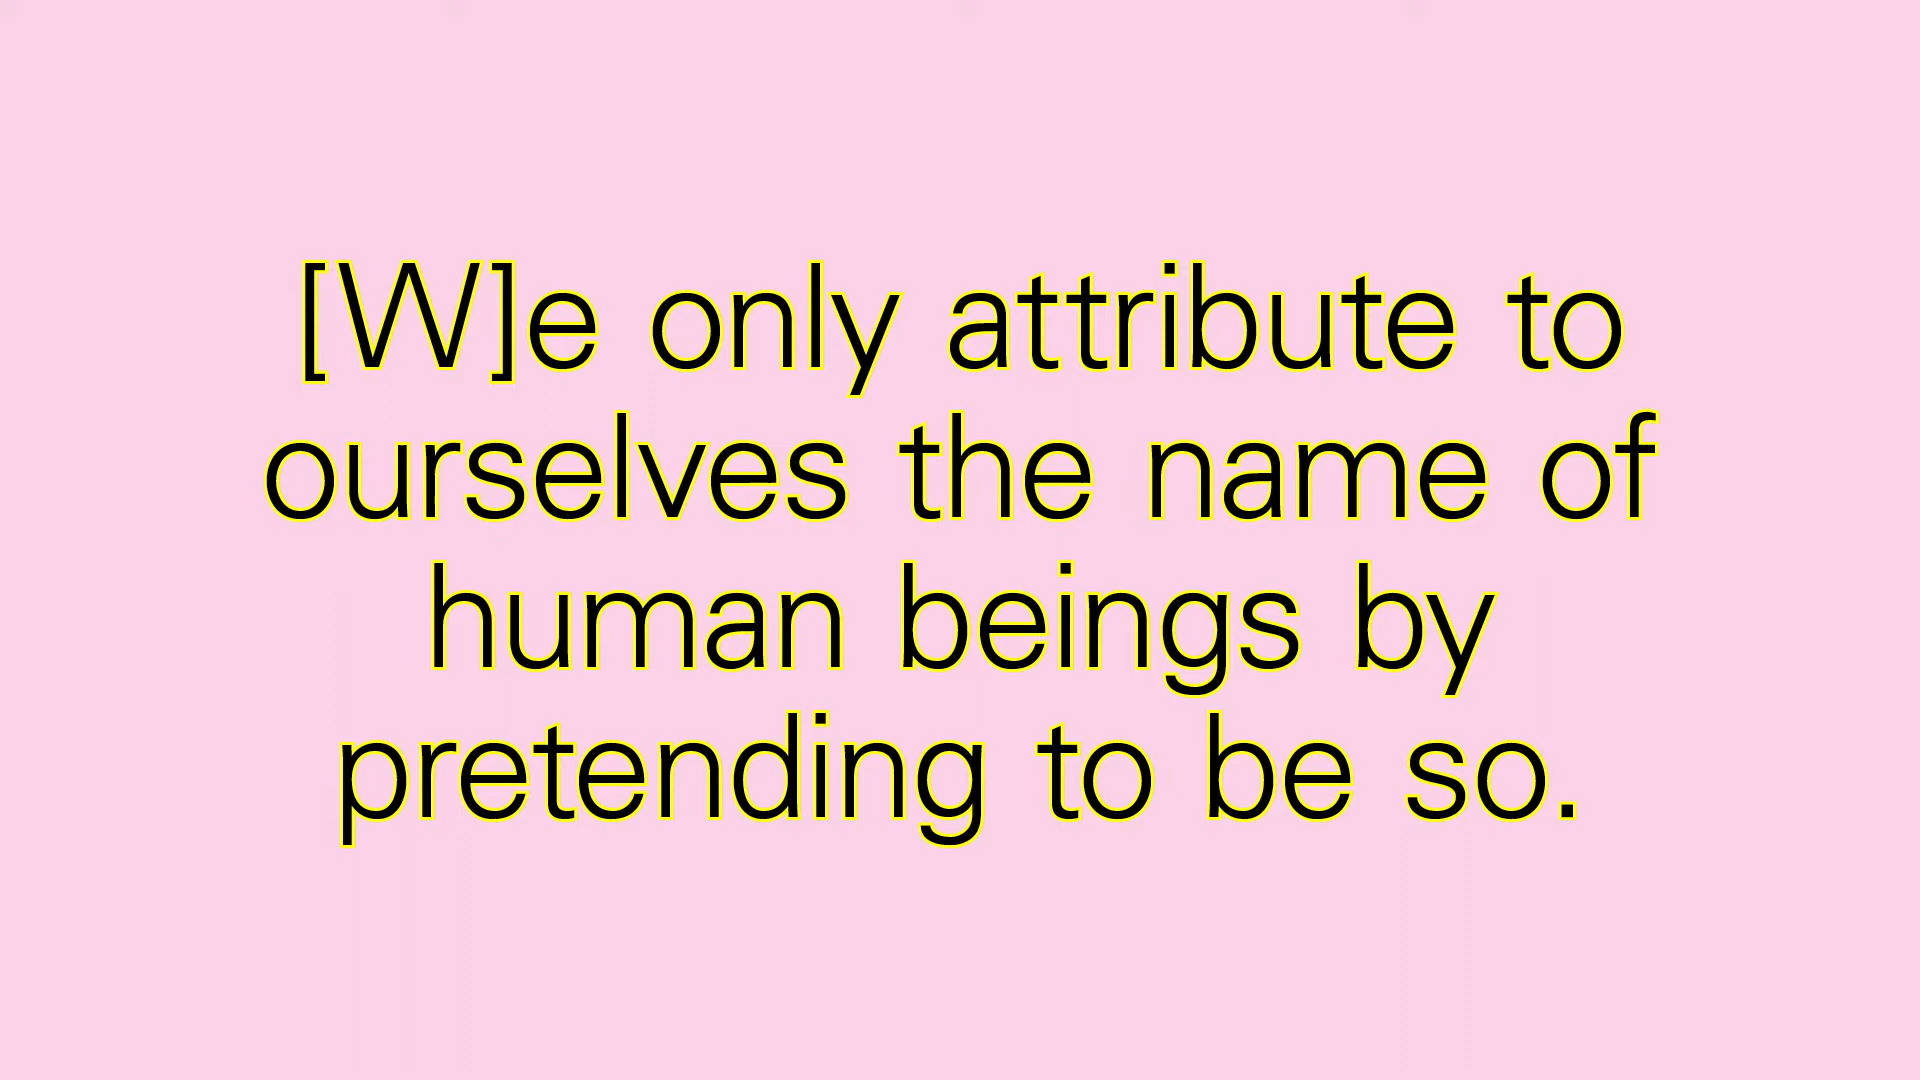 [W]e only attribute to
ourselves the name of
human beings by
pretending to be so.